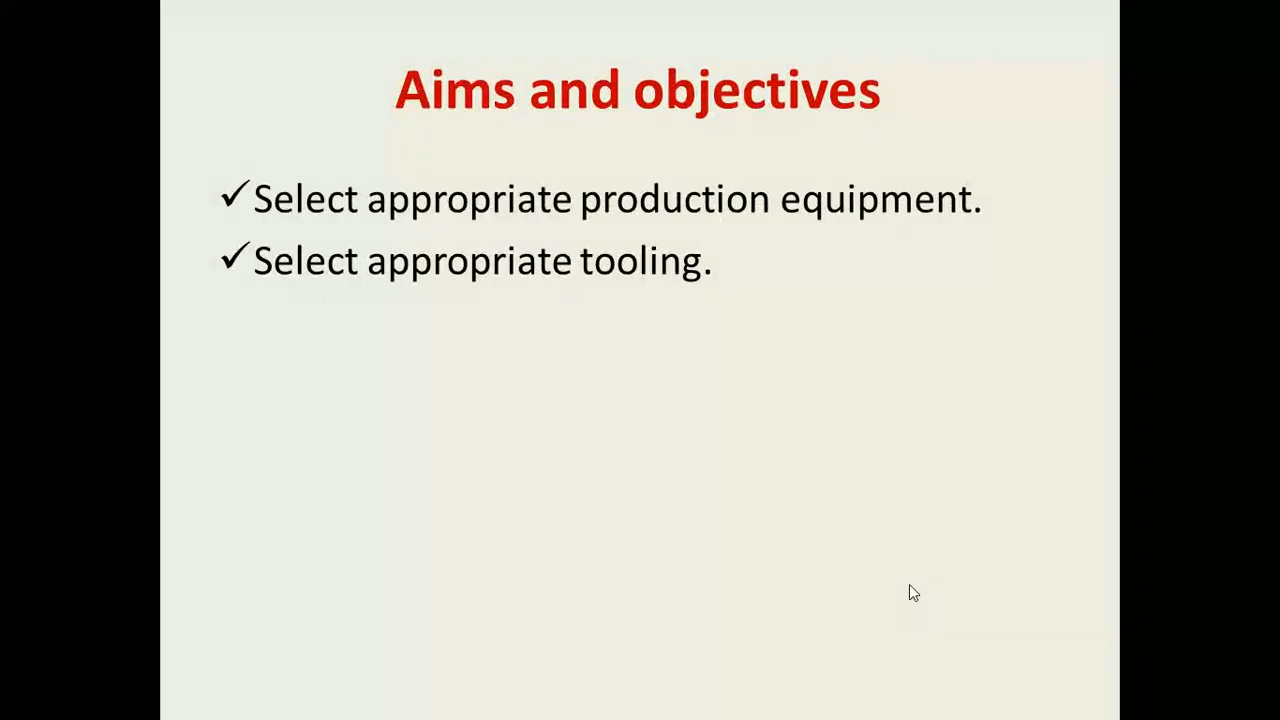 Aims and objectives
✓Select appropriate production equipment.
✓Select appropriate tooling.